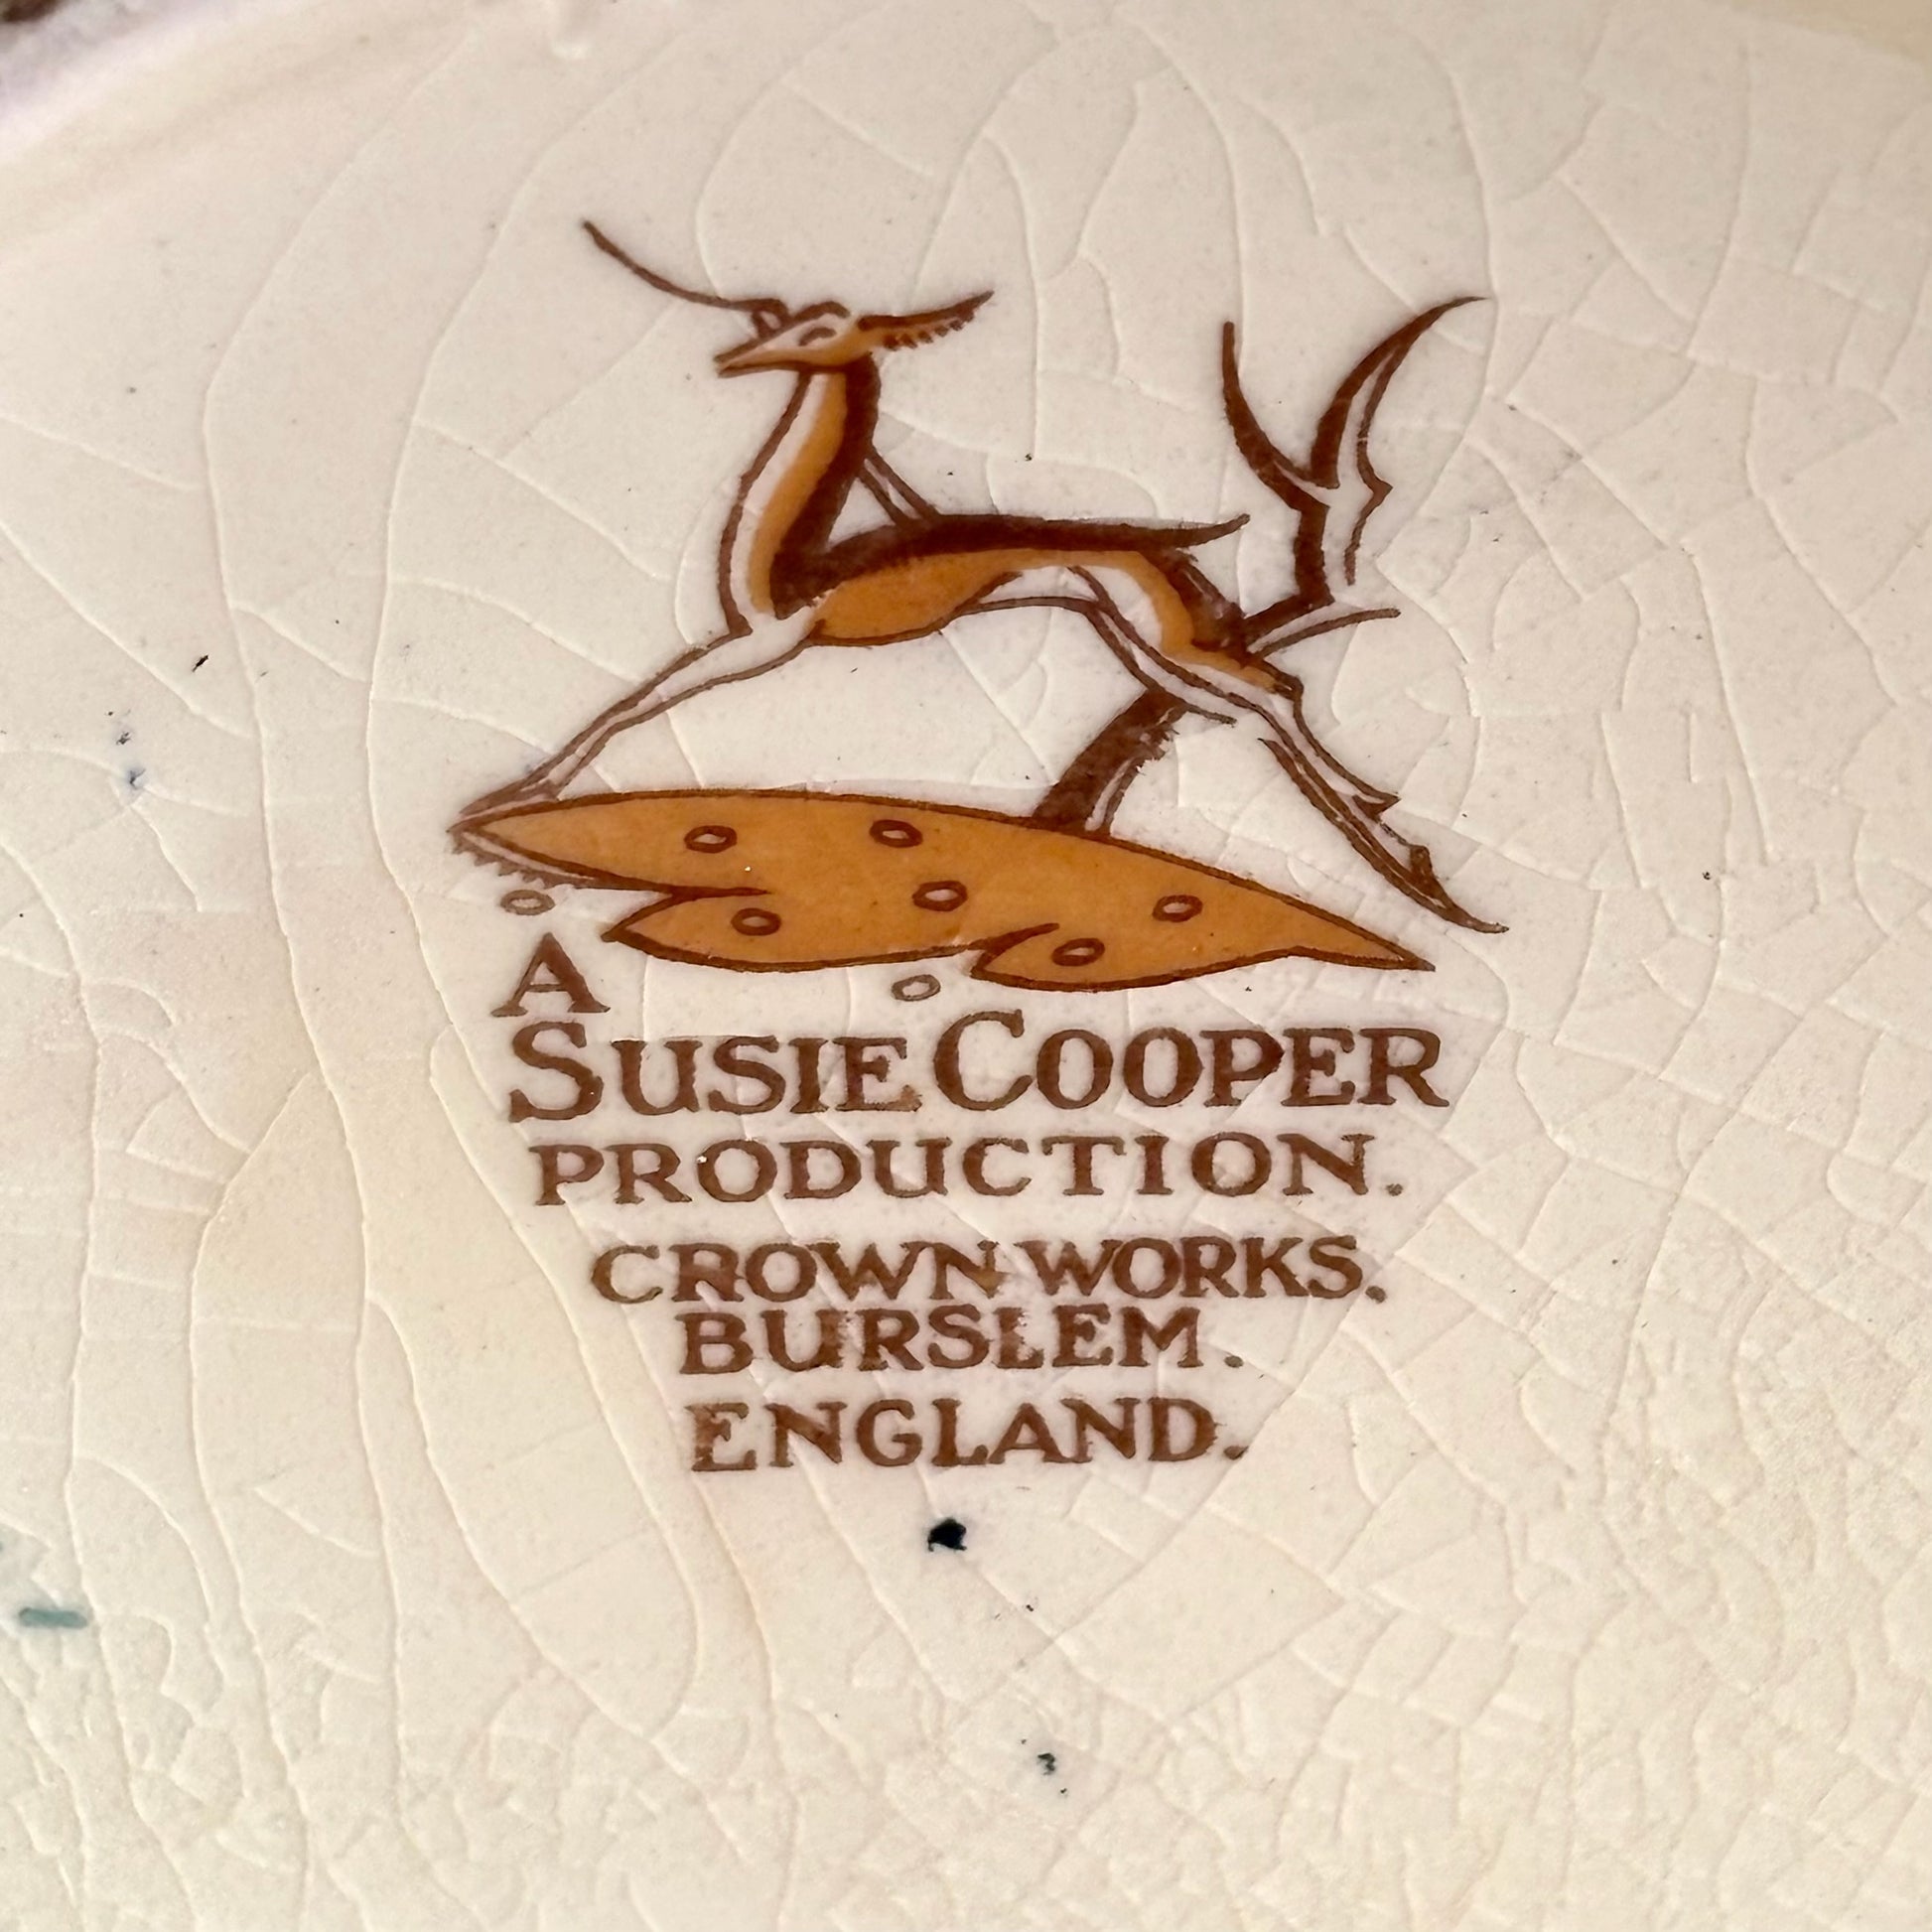 A
SUSIE COOPER
PRODUCTION.
CROWN WORKS.
BURSLEM.
ENGLAND.